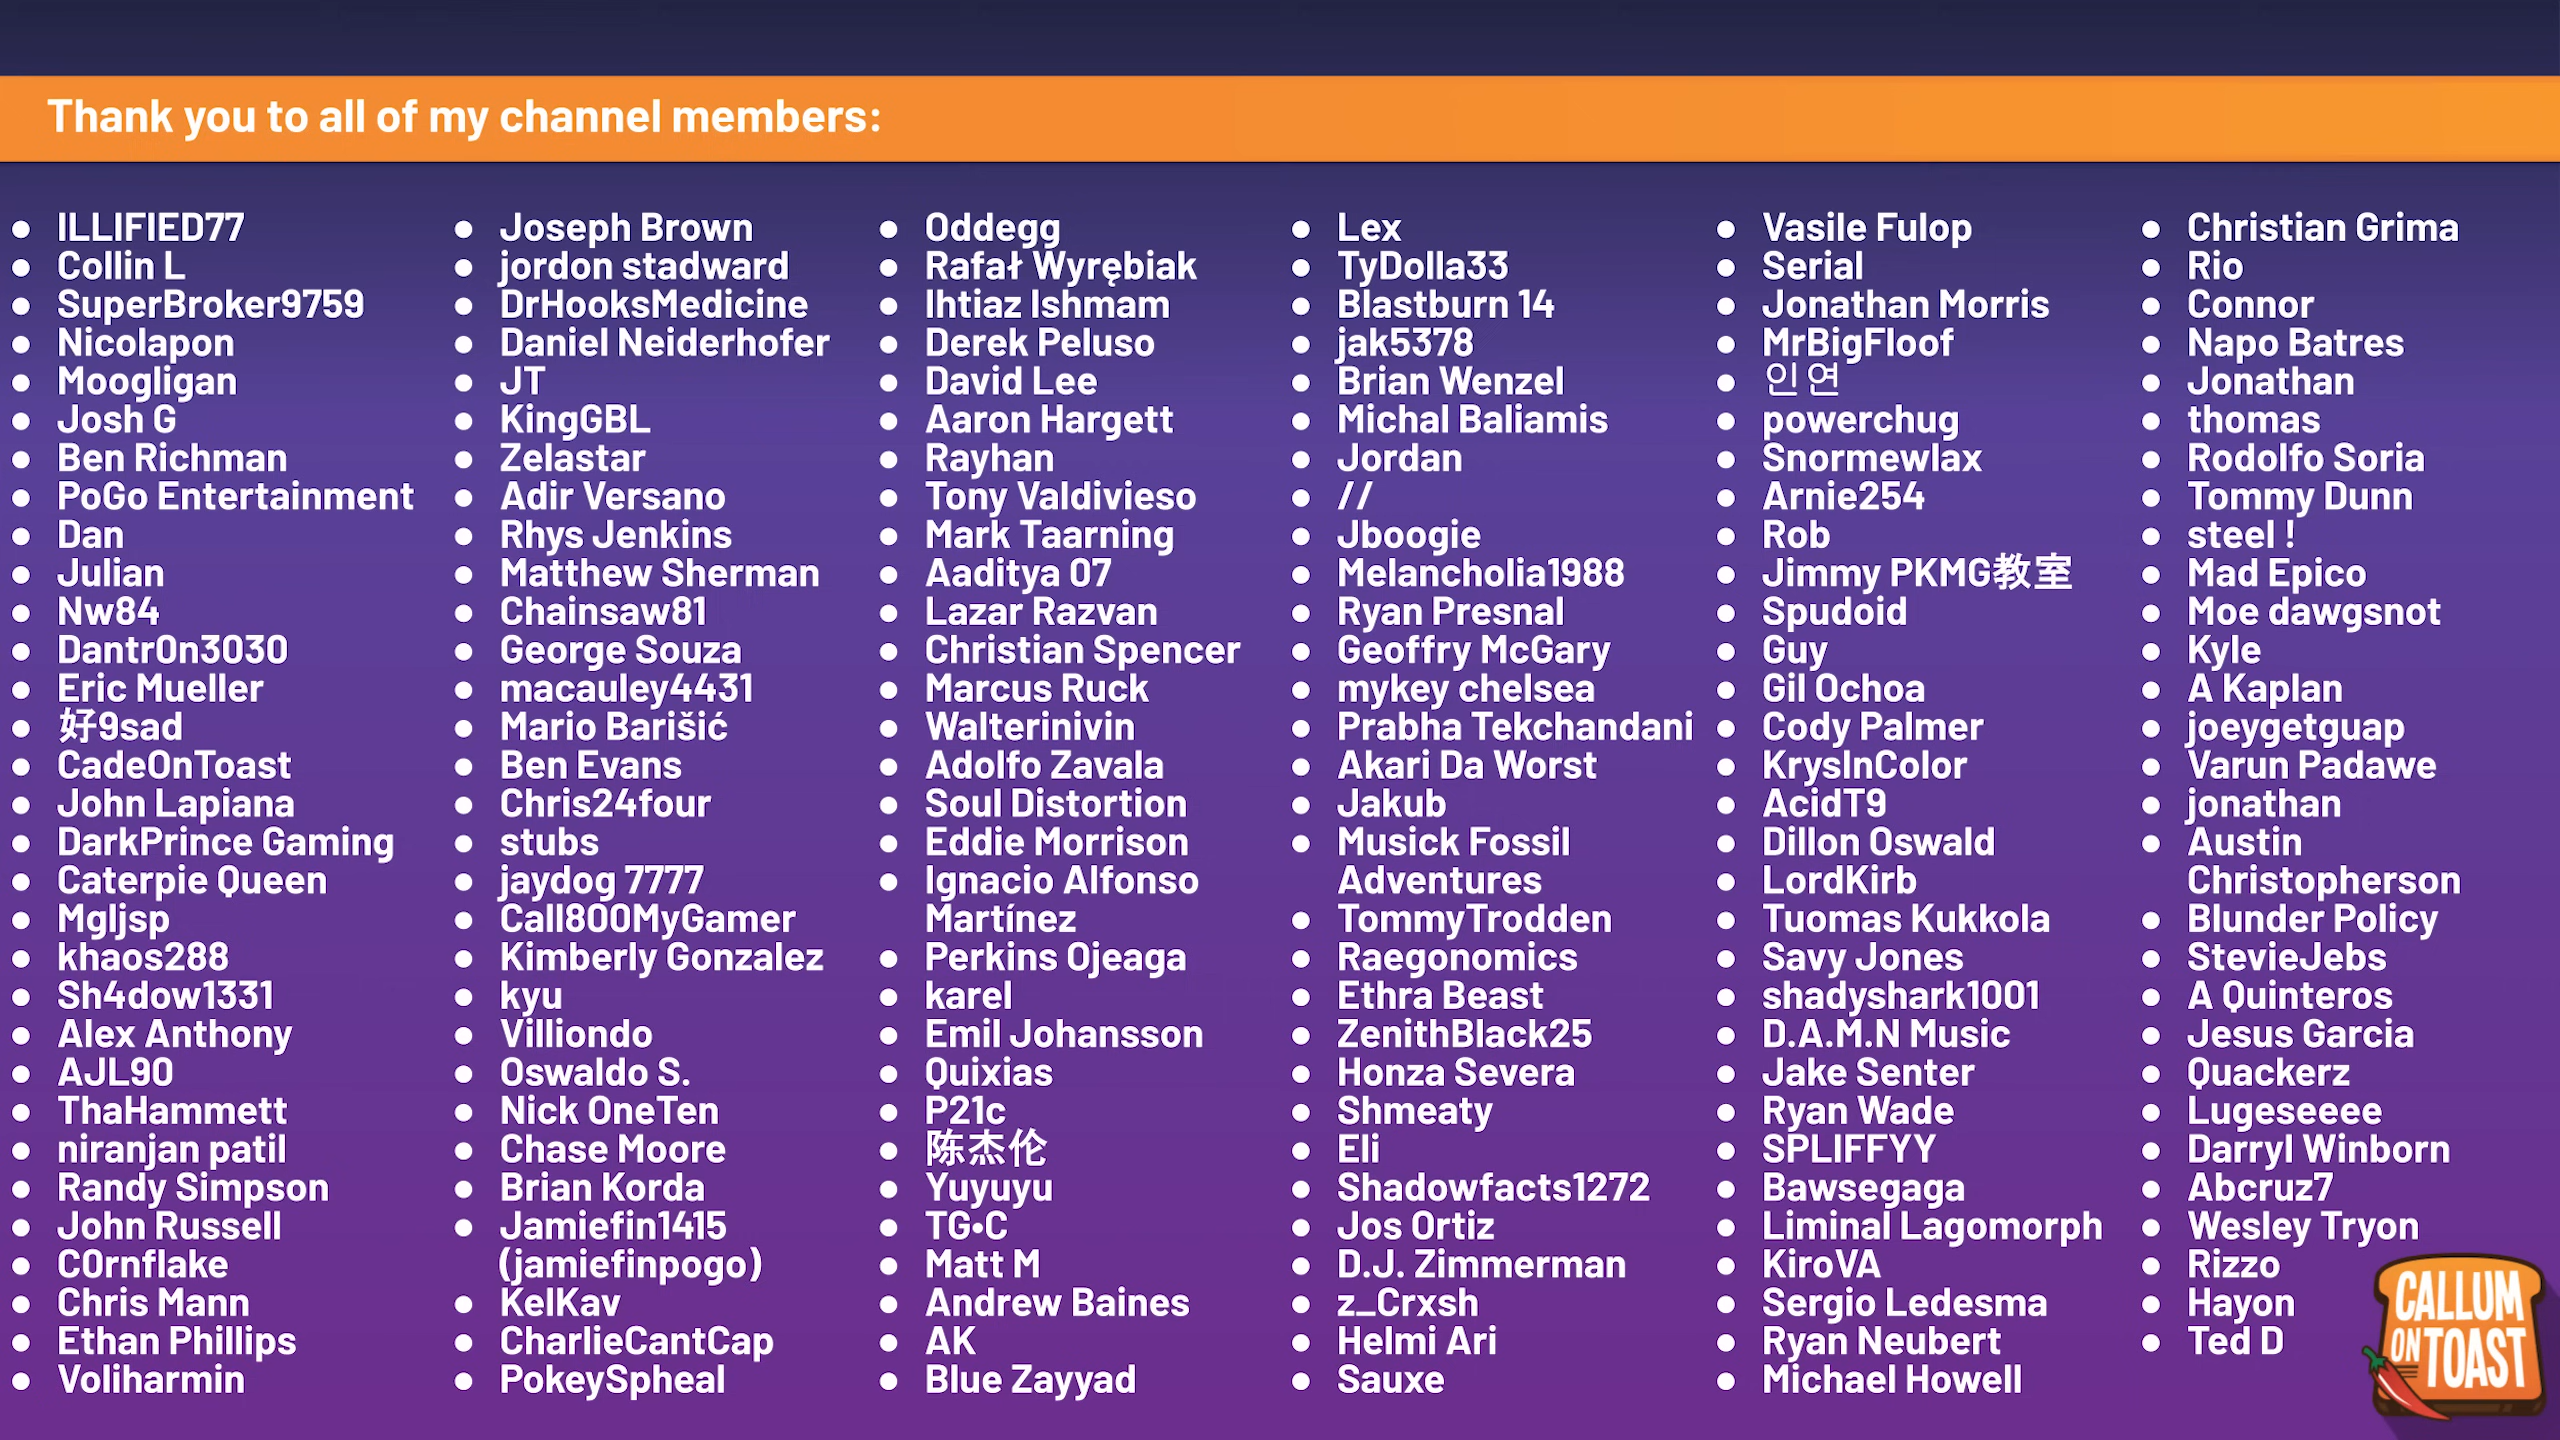 Thank you to all of my channel members:
ILLIFIED77
Collin L
SuperBroker9759
Nicolapon
Moogligan
Josh G
Ben Richman
PoGo Entertainment
Dan
Julian
Nw84
Dantr0n3030
Eric Mueller
好9sad
CadeOnToast
John Lapiana
DarkPrince Gaming
Caterpie Queen
Mgljsp
khaos288
Sh4dow1331
Alex Anthony
AJL90
ThaHammett
niranjan patil
Randy Simpson
John Russell
C0rnflake
Chris Mann
Ethan Phillips
Voliharmin
Joseph Brown
jordon stadward
DrHooksMedicine
Daniel Neiderhofer
JT
KingGBL
Zelastar
Adir Versano
Rhys Jenkins
Matthew Sherman
Chainsaw81
George Souza
macauley4431
Mario Barišić
Ben Evans
Chris24four
stubs
jaydog 7777
Call800MyGamer
Kimberly Gonzalez
kyu
Villiondo
Oswaldo S.
Nick OneTen
Chase Moore
Brian Korda
Jamiefin1415
(jamiefinpogo)
KelKav
CharlieCantCap
PokeySpheal
Oddegg
Rafał Wyrębiak
Ihtiaz Ishmam
Derek Peluso
David Lee
Aaron Hargett
Rayhan
Tony Valdivieso
Mark Taarning
Aaditya 07
Lazar Razvan
Christian Spencer
Marcus Ruck
Walterinivin
Adolfo Zavala
Soul Distortion
Eddie Morrison
Ignacio Alfonso
Martínez
Perkins Ojeaga
karel
Emil Johansson
Quixias
P21c
陈杰伦
Yuyuyu
TG•C
Matt M
Andrew Baines
AK
Blue Zayyad
Lex
TyDolla33
Blastburn 14
jak5378
Brian Wenzel
Michal Baliamis
Jordan
//
Jboogie
Melancholia1988
Ryan Presnal
Geoffry McGary
mykey chelsea
Prabha Tekchandani
Akari Da Worst
Jakub
Musick Fossil
Adventures
TommyTrodden
Raegonomics
Ethra Beast
ZenithBlack25
Honza Severa
Shmeaty
Eli
Shadowfacts1272
Jos Ortiz
D.J. Zimmerman
z_Crxsh
Helmi Ari
Sauxe
Vasile Fulop
Serial
Jonathan Morris
MrBigFloof
인연
powerchug
Snormewlax
Arnie254
Rob
Jimmy PKMG教室
Spudoid
Guy
Gil Ochoa
Cody Palmer
KrysInColor
AcidT9
Dillon Oswald
LordKirb
Tuomas Kukkola
Savy Jones
shadyshark1001
D.A.M.N Music
Jake Senter
Ryan Wade
SPLIFFYY
Bawsegaga
Liminal Lagomorph
KiroVA
Sergio Ledesma
Ryan Neubert
Michael Howell
Christian Grima
Rio
Connor
Napo Batres
Jonathan
thomas
Rodolfo Soria
Tommy Dunn
steel !
Mad Epico
Moe dawgsnot
Kyle
A Kaplan
joeygetguap
Varun Padawe
jonathan
Austin
Christopherson
Blunder Policy
StevieJebs
A Quinteros
Jesus Garcia
Quackerz
Lugeseeee
Darryl Winborn
Abcruz7
Wesley Tryon
Rizzo
Hayon
Ted D
CALLUM
ON TOAST